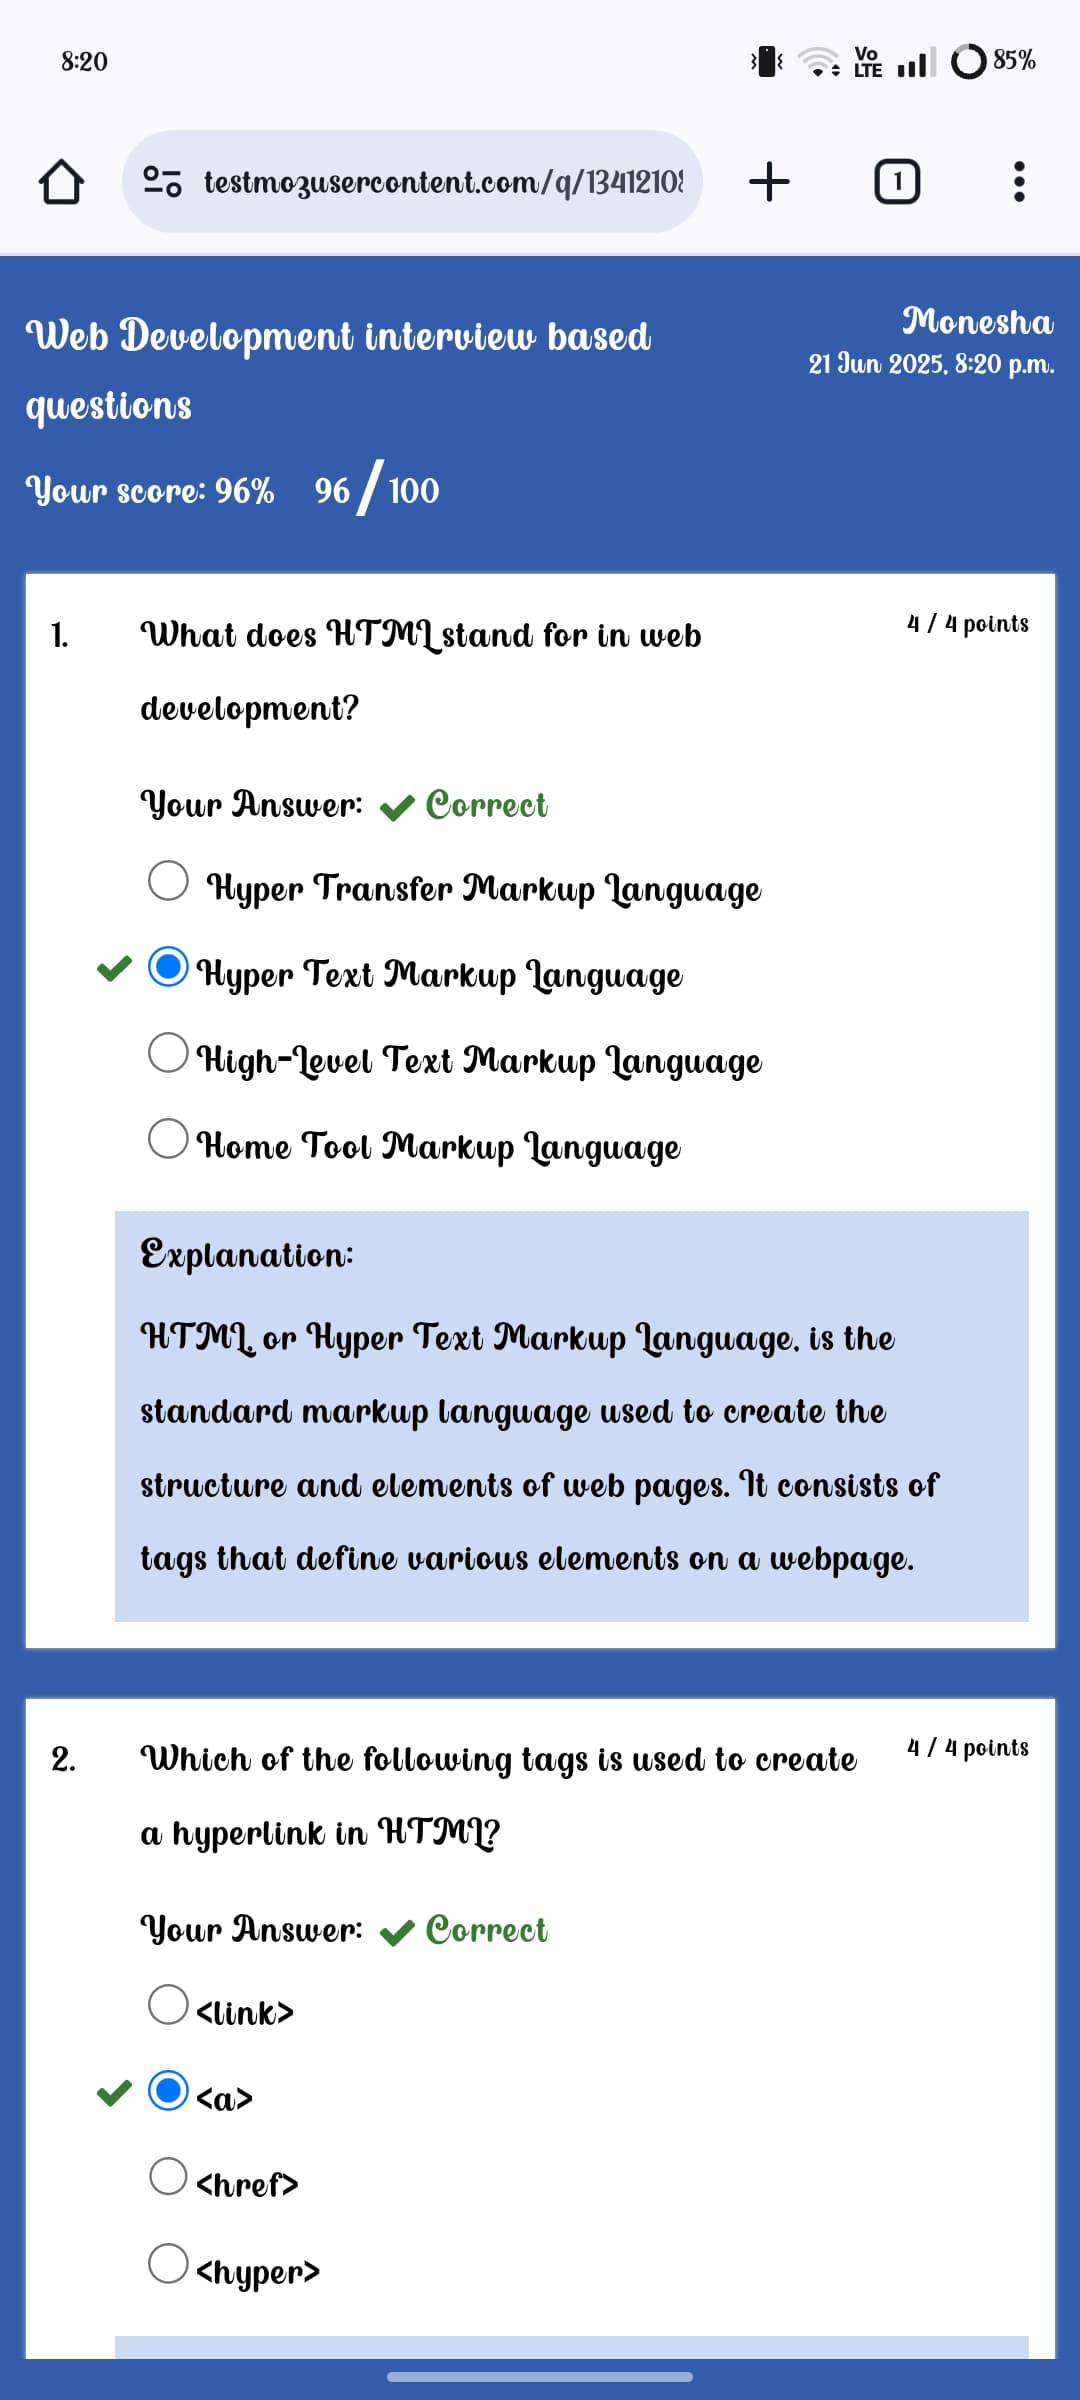 8:20
Vo LTE
85%
testmozusercontent.com/q/1341210
1
Web Development interview based
questions
Monesha
21 Jun 2025, 8:20 p.m.
Your score: 96% 96/100
1. What does HTML stand for in web
development?
4 / 4 points
Your Answer: ✔ Correct
Hyper Transfer Markup Language
Hyper Text Markup Language
High-Level Text Markup Language
Home Tool Markup Language
Explanation:
HTML, or Hyper Text Markup Language, is the
standard markup language used to create the
structure and elements of web pages. It consists of
tags that define various elements on a webpage.
2. Which of the following tags is used to create
a hyperlink in HTML?
4 / 4 points
Your Answer: ✔ Correct
<link>
<a>
<href>
<hyper>